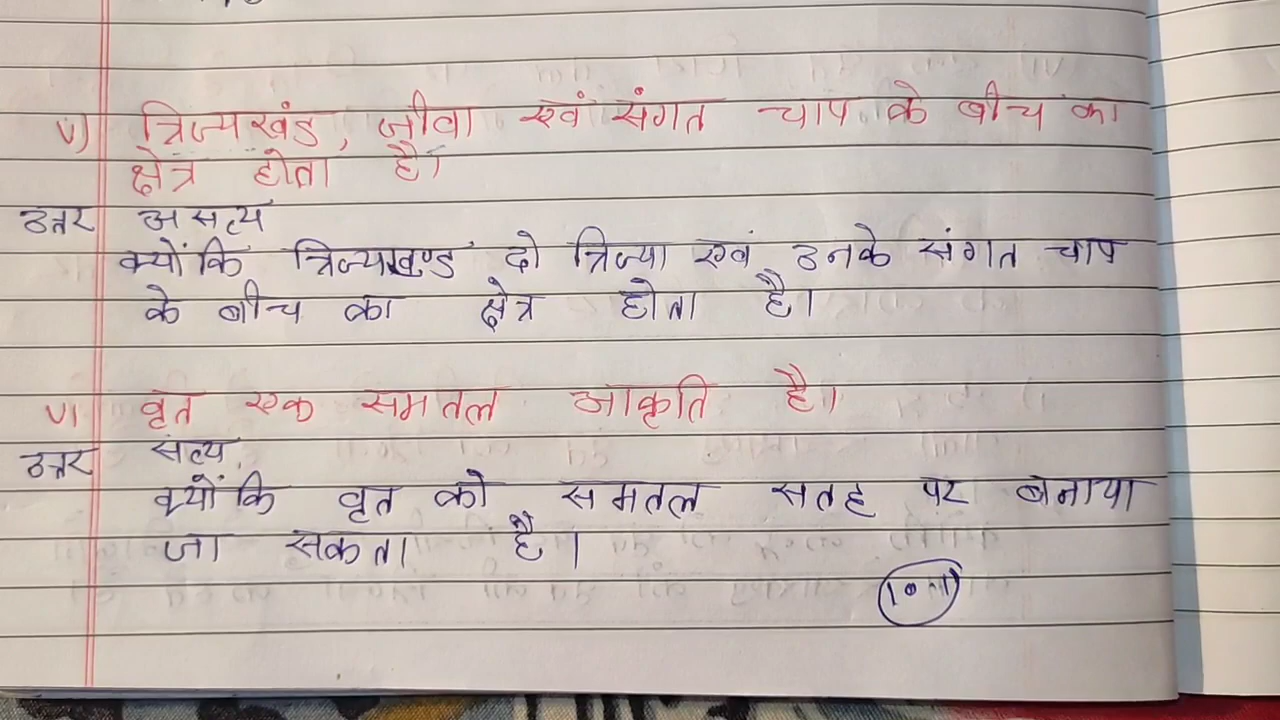 v) त्रिज्यखंड, जीवा एवं संगत चाप के बीच का
क्षेत्र होता है।
उत्तर असत्य
क्योंकि त्रिज्यखण्ड दो त्रिज्या एवं उनके संगत चाप
के बीच का क्षेत्र होता है।
vi वृत एक समतल आकृति है।
उत्तर सत्य
क्योंकि वृत को समतल सतह पर बनाया
जा सकता है।